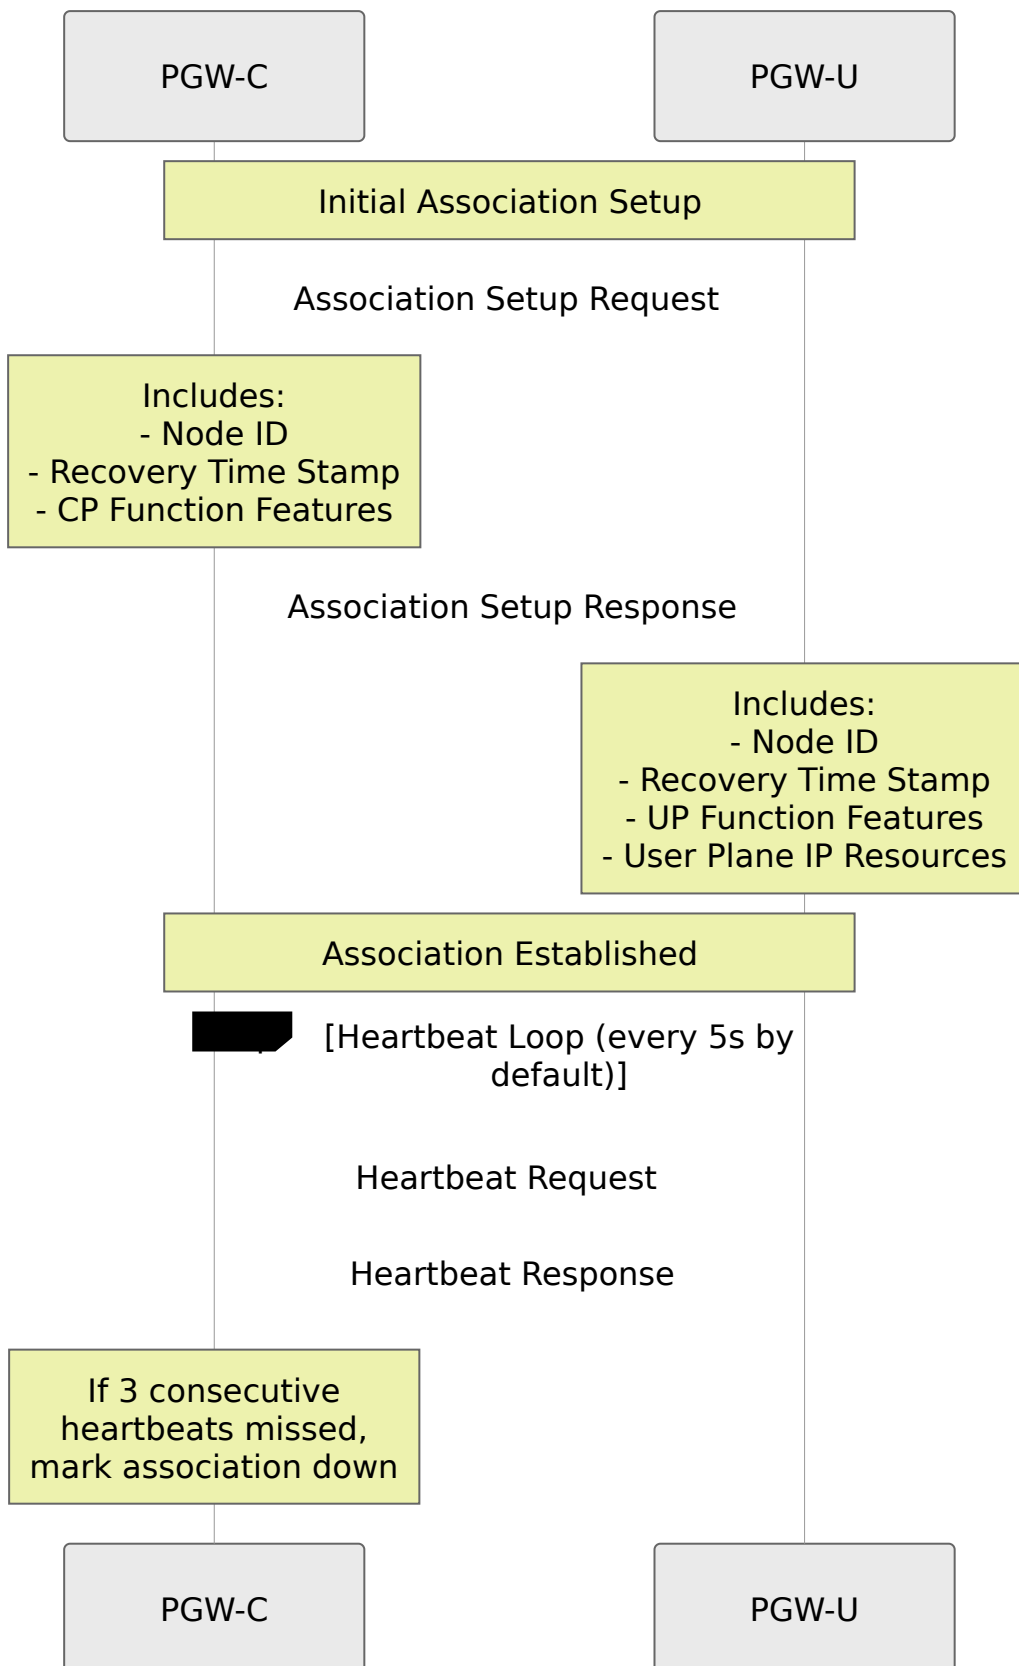 PGW-C
PGW-U
Initial Association Setup
Association Setup Request
Includes:
- Node ID
- Recovery Time Stamp
- CP Function Features
Association Setup Response
Includes:
- Node ID
- Recovery Time Stamp
- UP Function Features
- User Plane IP Resources
Association Established
[Heartbeat Loop (every 5s by
default)]
Heartbeat Request
Heartbeat Response
If 3 consecutive
heartbeats missed,
mark association down
PGW-C
PGW-U